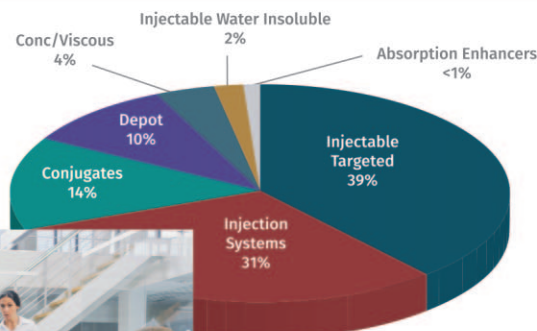 Injectable Water Insoluble
2%
Conc/Viscous
4%
Absorption Enhancers
<1%
Depot
10%
Injectable
Targeted
39%
Conjugates
14%
Injection
Systems
31%